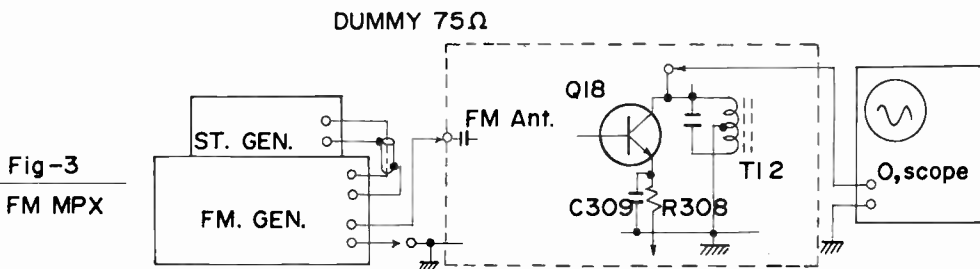 DUMMY 75Ω
Q18
FM Ant.
ST. GEN.
T12
O,scope
Fig-3
FM MPX
FM. GEN.
C309
R308